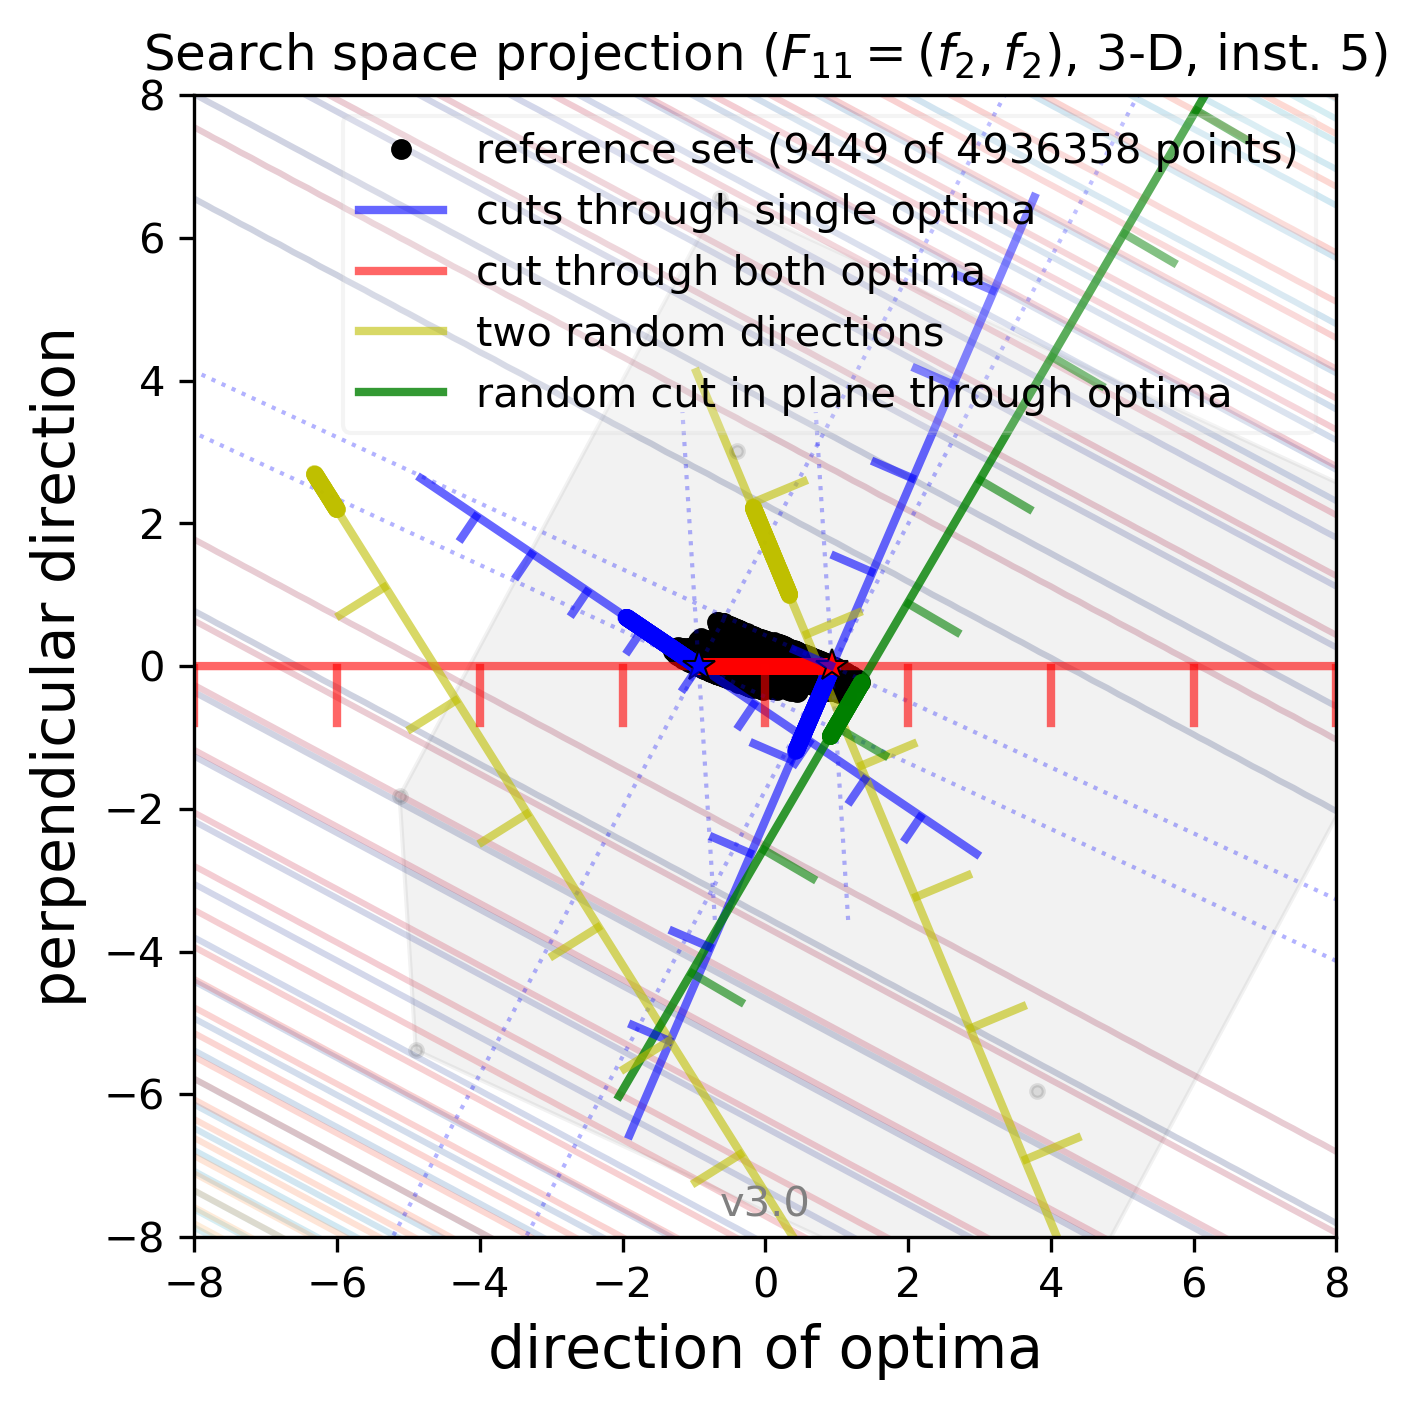 Search space projection (F₁₁ = (f₂, f₂), 3-D, inst. 5)
8
6
4
2
0
−2
−4
−6
−8
perpendicular direction
reference set (9449 of 4936358 points)
cuts through single optima
cut through both optima
two random directions
random cut in plane through optima
v3.0
−8 −6 −4 −2 0 2 4 6 8
direction of optima